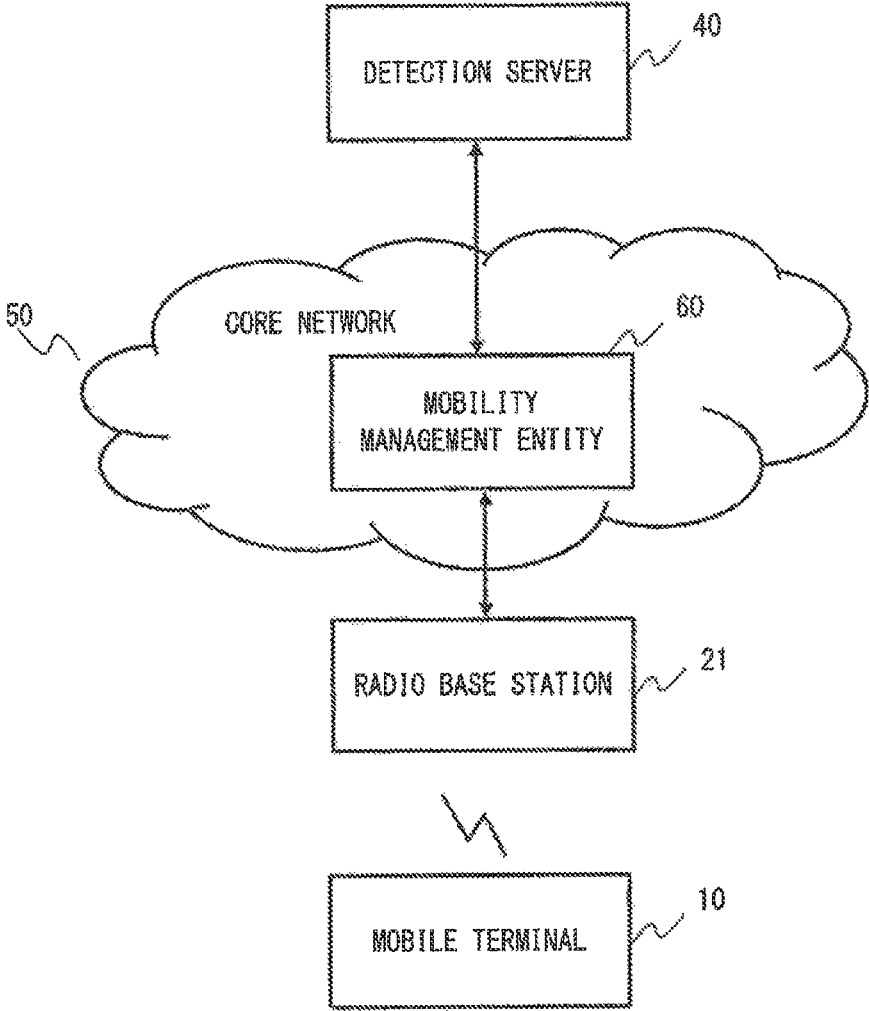 40
DETECTION SERVER
50
CORE NETWORK
60
MOBILITY
MANAGEMENT ENTITY
21
RADIO BASE STATION
10
MOBILE TERMINAL